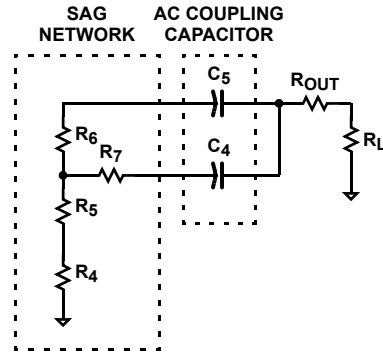 SAG
NETWORK
AC COUPLING
CAPACITOR
C5
ROUT
R6
R7
C4
RL
R5
R4